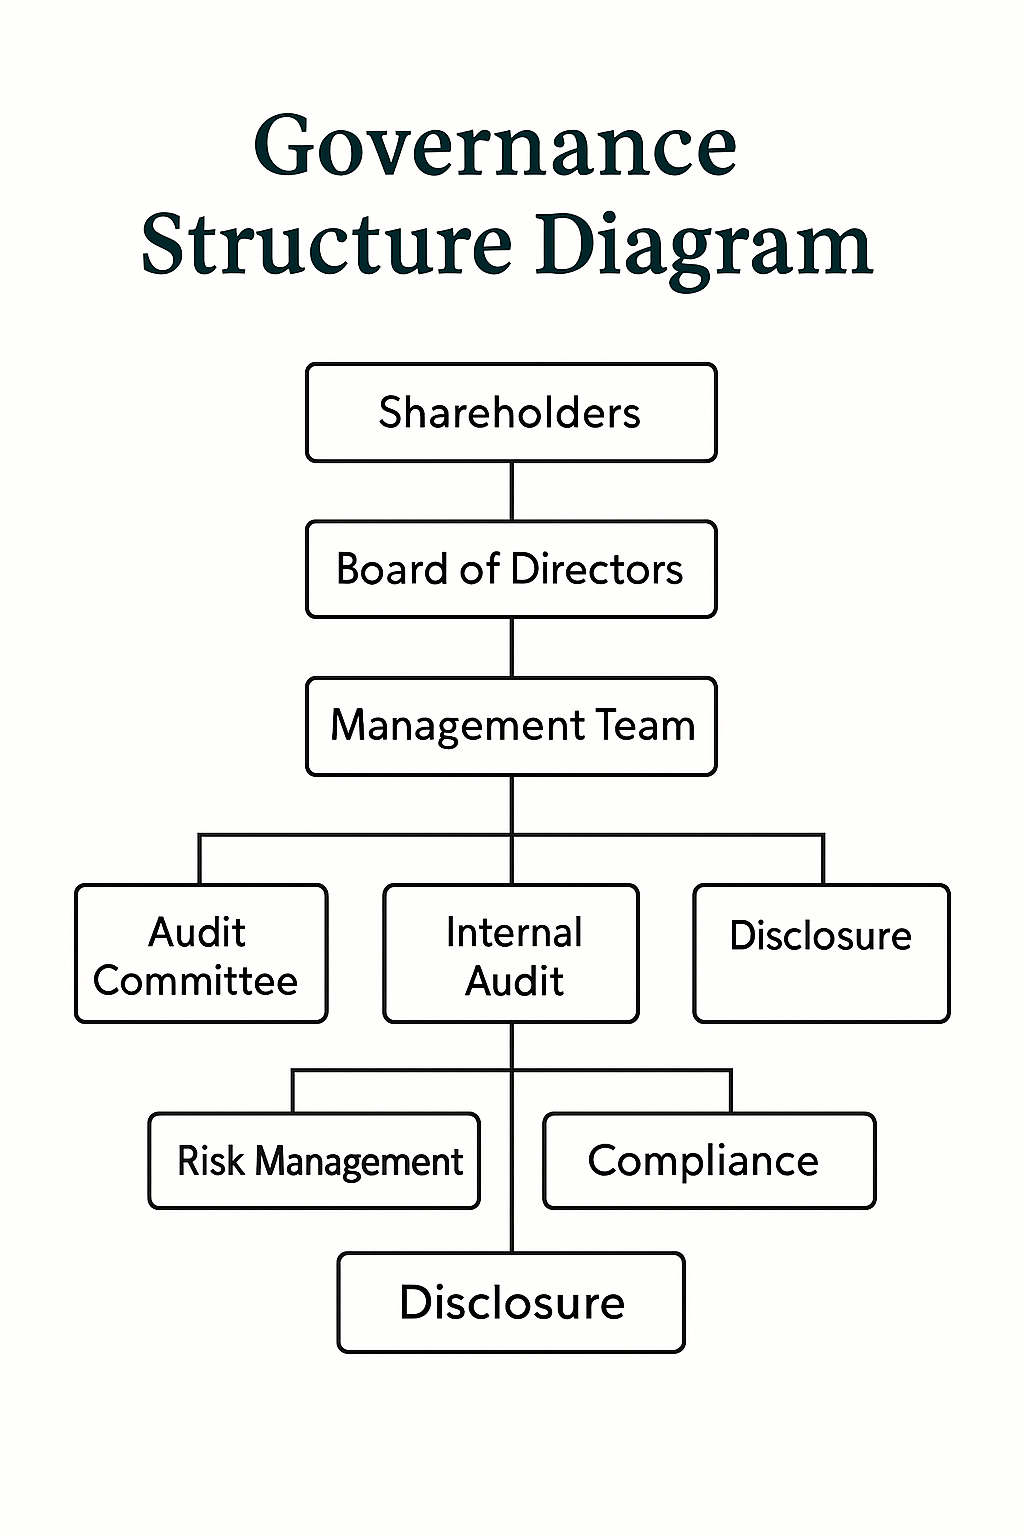 Governance
Structure Diagram
Shareholders
Board of Directors
Management Team
Audit
Committee
Internal
Audit
Disclosure
Risk Management
Compliance
Disclosure